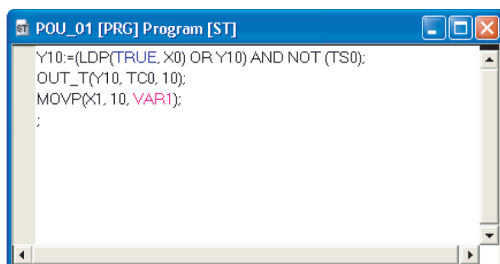 ST POU_01 [PRG] Program [ST]
Y10:=(LDP(TRUE, X0) OR Y10) AND NOT (TS0);
OUT_T(Y10, TC0, 10);
MOVP(X1, 10, VAR1);
;